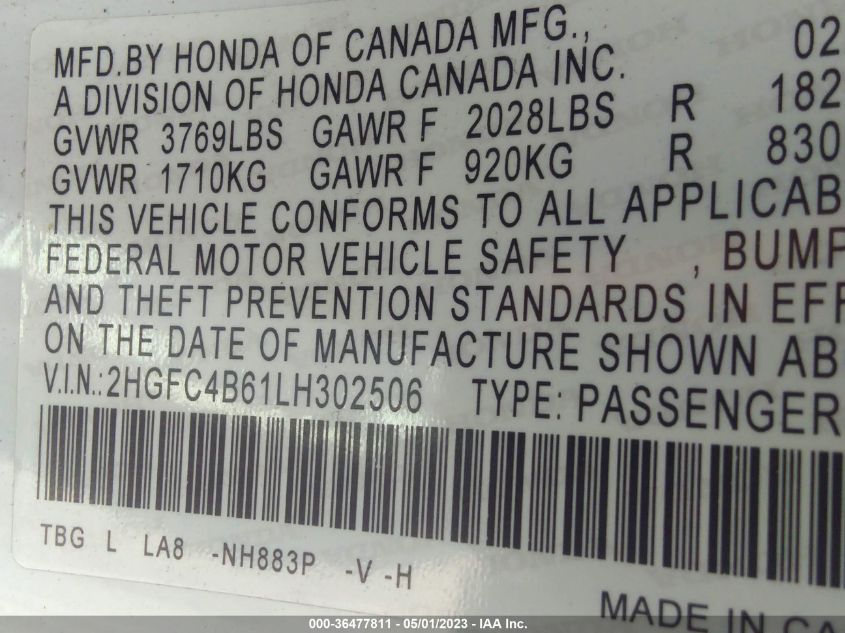 MFD.BY HONDA OF CANADA MFG., 02
A DIVISION OF HONDA CANADA INC.
GVWR 3769LBS GAWR F 2028LBS R 182
GVWR 1710KG GAWR F 920KG R 830
THIS VEHICLE CONFORMS TO ALL APPLICAB
FEDERAL MOTOR VEHICLE SAFETY , BUMP
AND THEFT PREVENTION STANDARDS IN EFF
ON THE DATE OF MANUFACTURE SHOWN AB
V.I.N.:2HGFC4B61LH302506 TYPE: PASSENGER
TBG L LA8 -NH883P -V -H
MADE IN CA
000-36477811 - 05/01/2023 - IAA Inc.